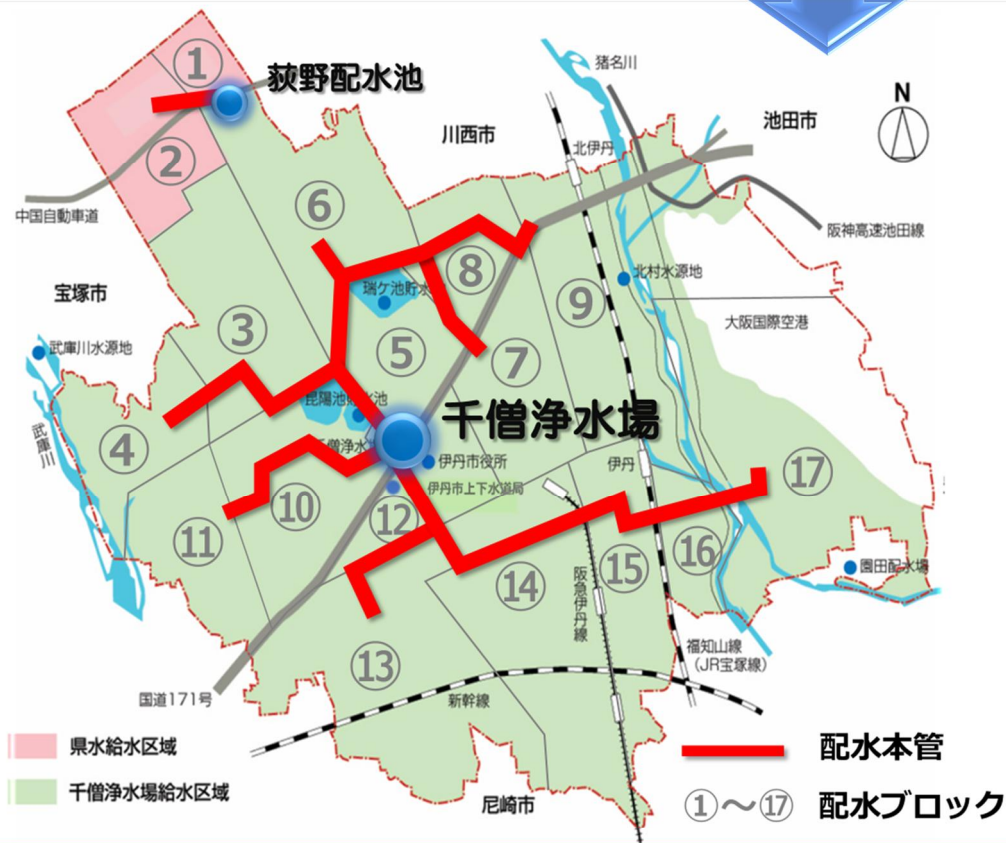 ①
荻野配水池
猪名川
N
池田市
川西市
北伊丹
②
中国自動車道
⑥
阪神高速池田線
⑧
北村水源地
宝塚市
瑞ケ池貯水
⑨
大阪国際空港
③
武庫川水源地
⑤
⑦
昆陽池貯水池
千僧浄水場
武庫川
④
千僧浄水
伊丹市役所
伊丹
⑰
伊丹市上下水道局
⑩
⑫
⑪
⑯
⑮
園田配水場
⑭
阪急伊丹線
福知山線
(JR宝塚線)
⑬
国道171号
新幹線
県水給水区域
配水本管
千僧浄水場給水区域
尼崎市
①～⑰ 配水ブロック